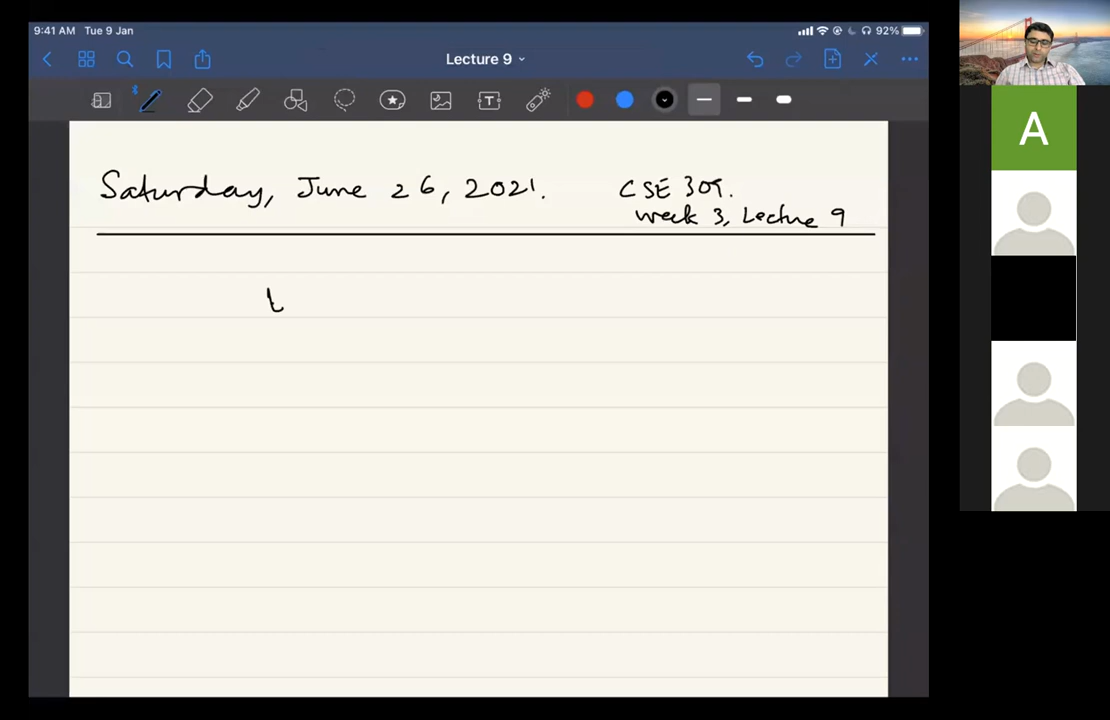 9:41 AM Tue 9 Jan
92%
Lecture 9
T
Saturday, June 26, 2021.
CSE 309.
Week 3, Lecture 9
t
A